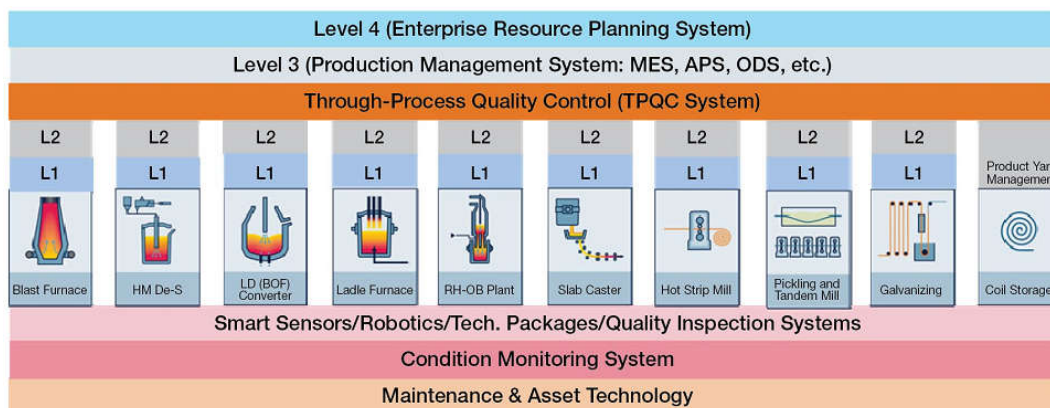 Level 4 (Enterprise Resource Planning System)
Level 3 (Production Management System: MES, APS, ODS, etc.)
Through-Process Quality Control (TPQC System)
L2 L2 L2 L2 L2 L2 L2 L2 L2
L1 L1 L1 L1 L1 L1 L1 L1 L1
Product Yar
Management
Blast Furnace
HM De-S
LD (BOF)
Converter
Ladle Furnace
RH-OB Plant
Slab Caster
Hot Strip Mill
Pickling and
Tandem Mill
Galvanizing
Coil Storage
Smart Sensors/Robotics/Tech. Packages/Quality Inspection Systems
Condition Monitoring System
Maintenance & Asset Technology